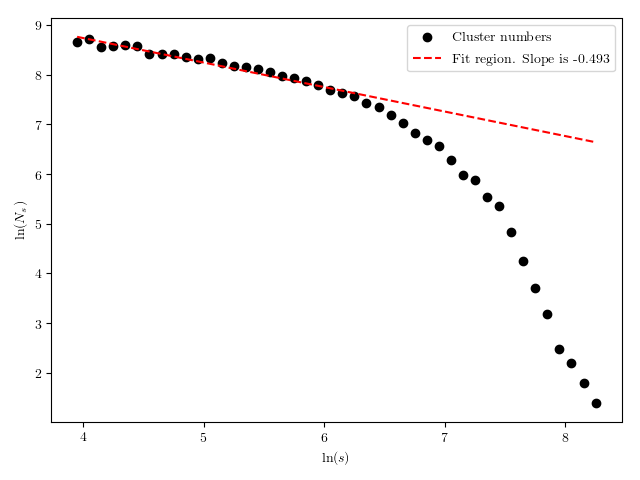 Cluster numbers
Fit region. Slope is -0.493
9
8
7
6
5
4
3
2
ln(N_s)
4 5 6 7 8
ln(s)